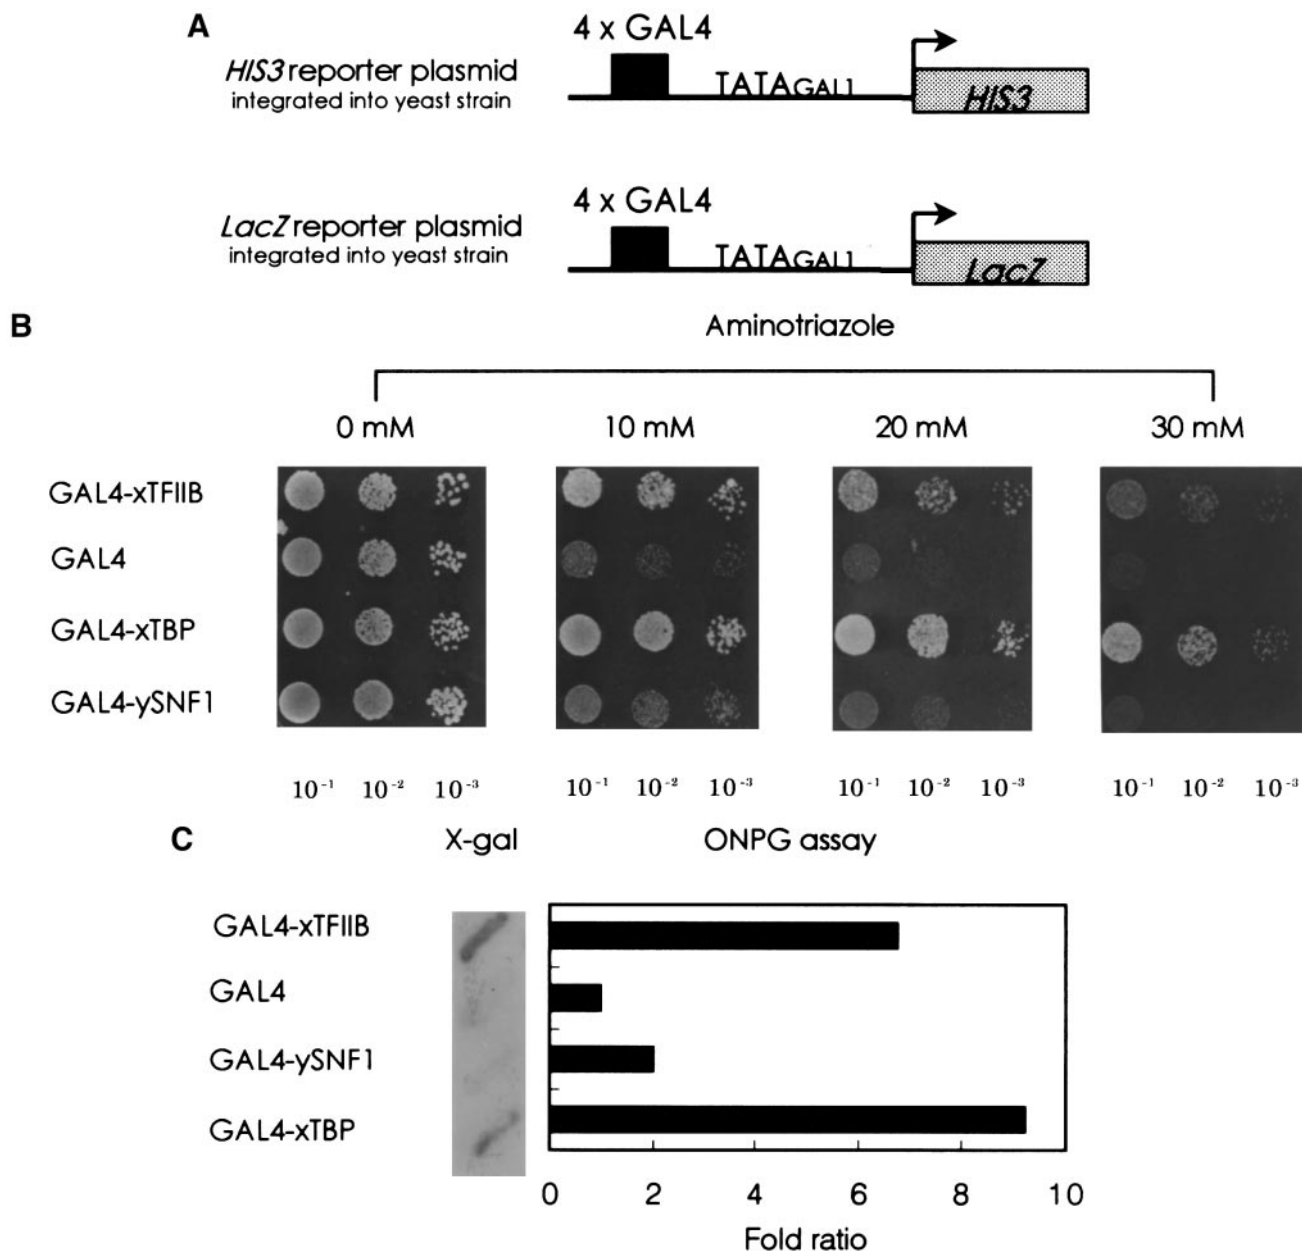 A
4 x GAL4
HIS3 reporter plasmid
integrated into yeast strain
TATAGAL1
HIS3
4 x GAL4
LacZ reporter plasmid
integrated into yeast strain
TATAGAL1
LacZ
B
Aminotriazole
0 mM 10 mM 20 mM 30 mM
GAL4-xTFIIB
GAL4
GAL4-xTBP
GAL4-ySNF1
10⁻¹ 10⁻² 10⁻³ 10⁻¹ 10⁻² 10⁻³ 10⁻¹ 10⁻² 10⁻³ 10⁻¹ 10⁻² 10⁻³
C
X-gal ONPG assay
GAL4-xTFIIB
GAL4
GAL4-ySNF1
GAL4-xTBP
0 2 4 6 8 10
Fold ratio